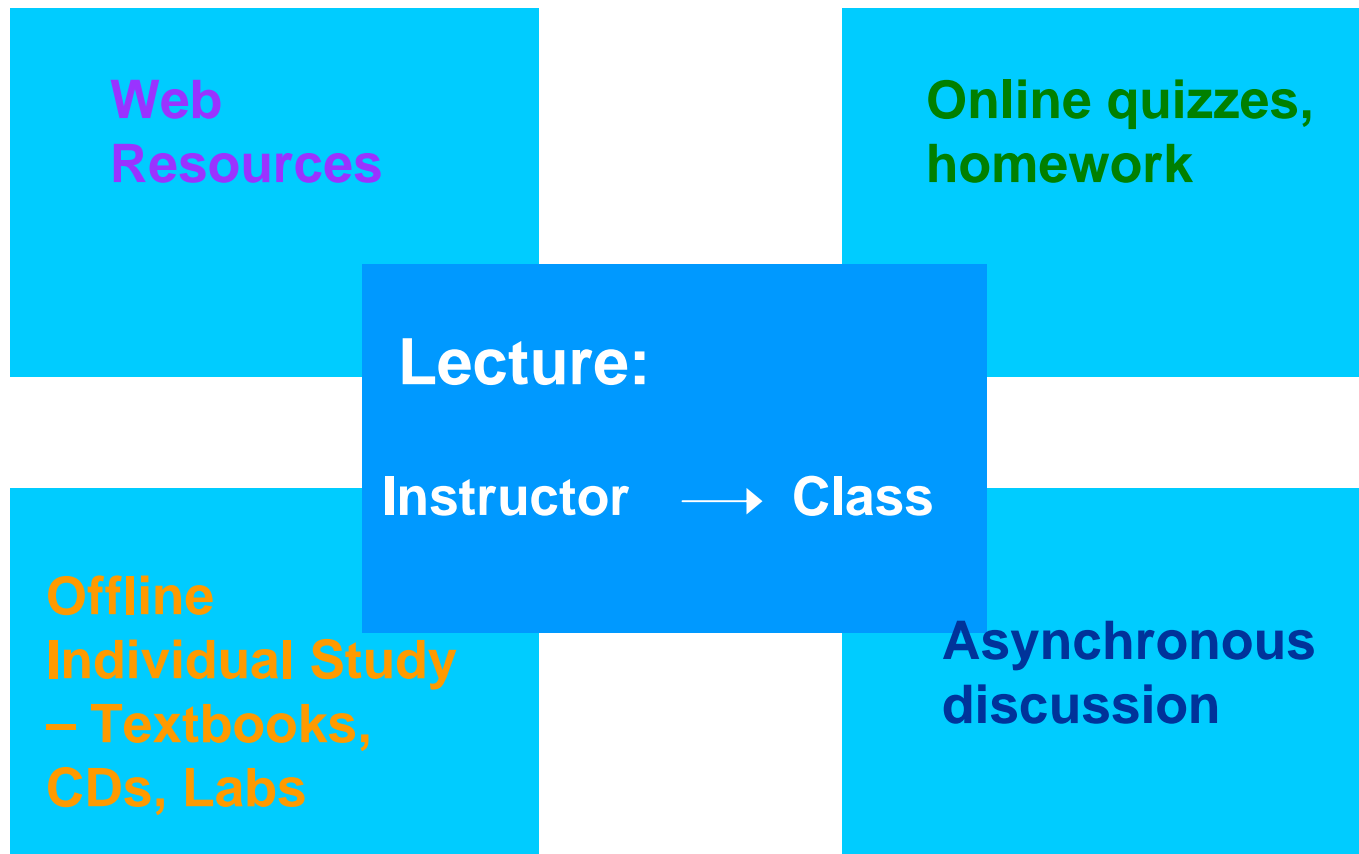 Web
Resources
Online quizzes,
homework
Lecture:
Instructor → Class
Offline
Individual Study
– Textbooks,
CDs, Labs
Asynchronous
discussion